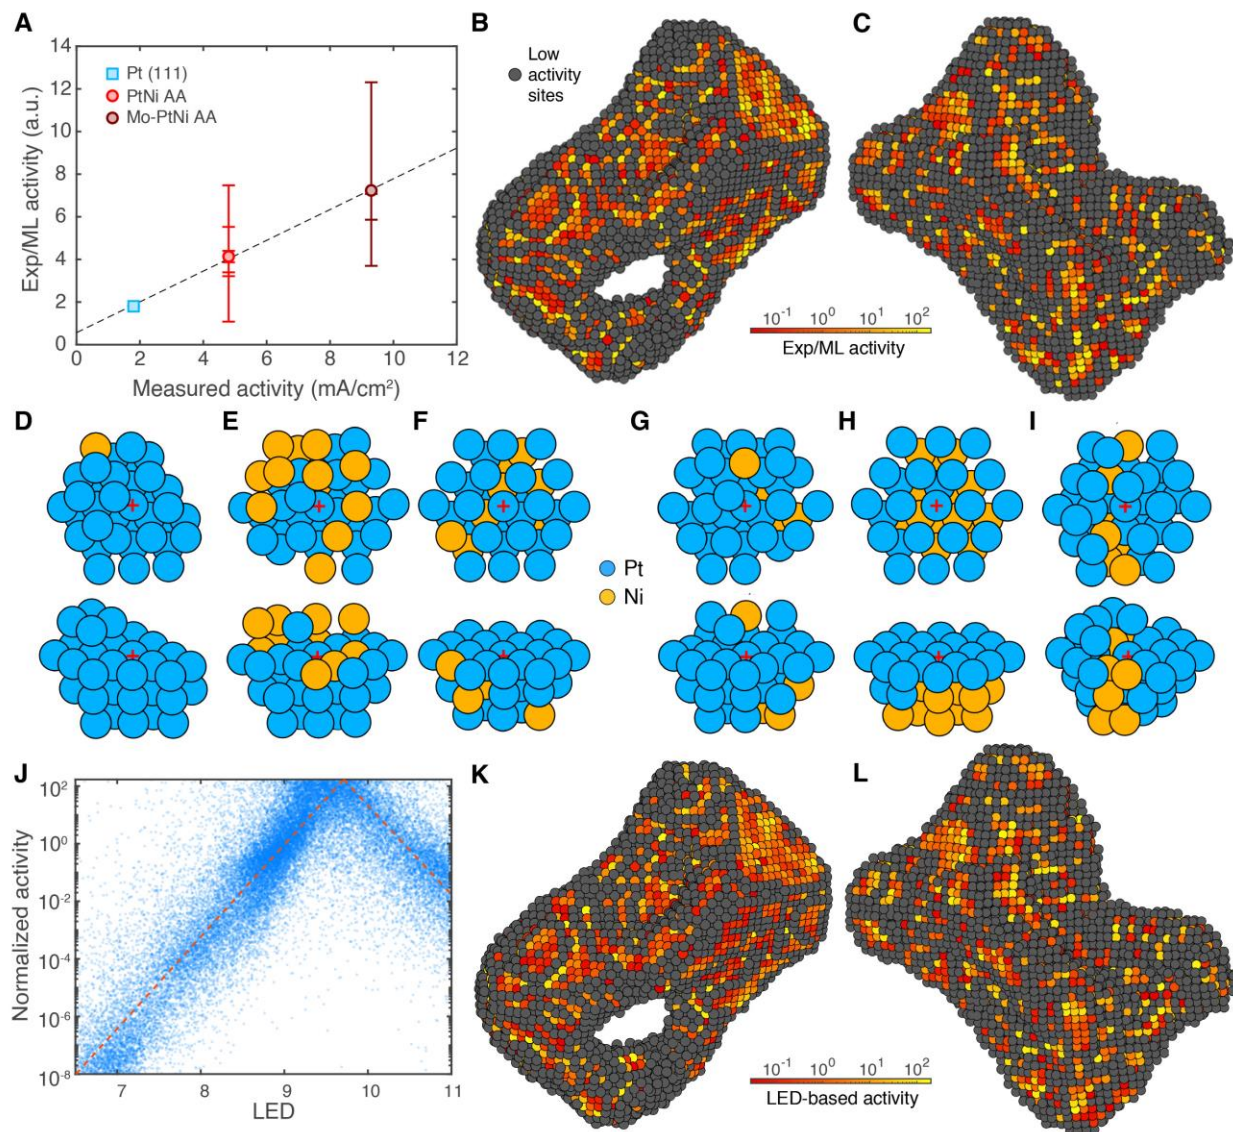 A
14
12
10
8
6
4
2
0
Exp/ML activity (a.u.)
Pt (111)
PtNi AA
Mo-PtNi AA
0 2 4 6 8 10 12
Measured activity (mA/cm²)
B
Low
activity
sites
C
10⁻¹ 10⁰ 10¹ 10²
Exp/ML activity
D E F G H I
Pt
Ni
J
10²
10⁰
10⁻²
10⁻⁴
10⁻⁶
10⁻⁸
Normalized activity
7 8 9 10 11
LED
K
L
10⁻¹ 10⁰ 10¹ 10²
LED-based activity